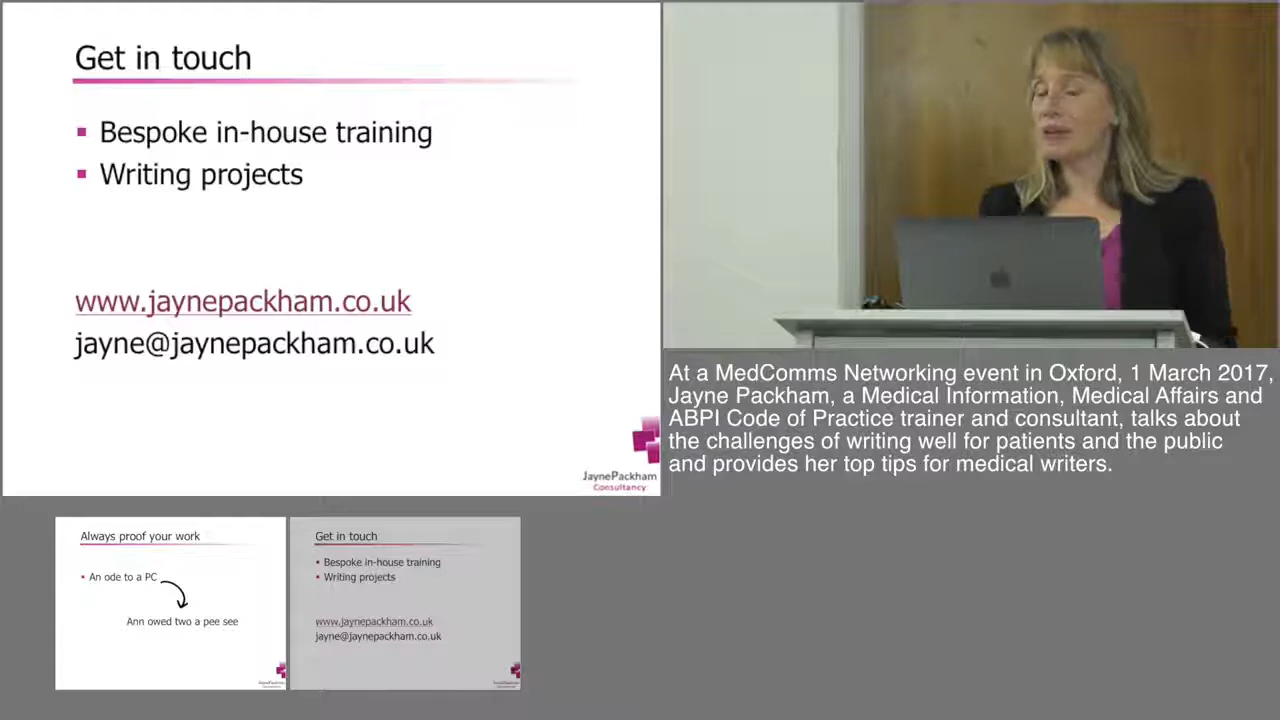 Get in touch
Bespoke in-house training
Writing projects
www.jaynepackham.co.uk
jayne@jaynepackham.co.uk
JaynePackham
Consultancy
At a MedComms Networking event in Oxford, 1 March 2017,
Jayne Packham, a Medical Information, Medical Affairs and
ABPI Code of Practice trainer and consultant, talks about
the challenges of writing well for patients and the public
and provides her top tips for medical writers.
Always proof your work
An ode to a PC
Ann owed two a pee see
Get in touch
Bespoke in-house training
Writing projects
www.jaynepackham.co.uk
jayne@jaynepackham.co.uk